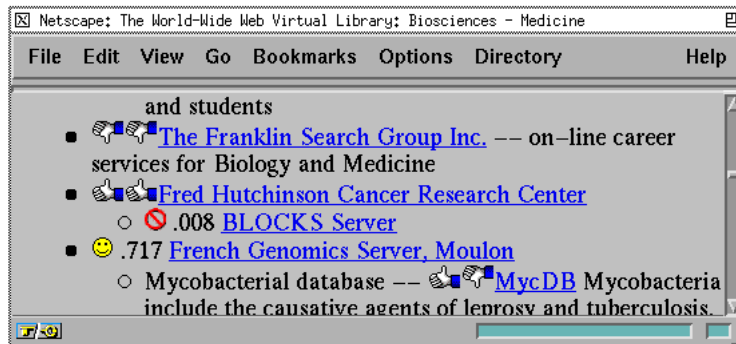 Netscape: The World-Wide Web Virtual Library: Biosciences - Medicine
File Edit View Go Bookmarks Options Directory Help
and students
The Franklin Search Group Inc. -- on-line career
services for Biology and Medicine
Fred Hutchinson Cancer Research Center
.008 BLOCKS Server
.717 French Genomics Server, Moulon
Mycobacterial database -- MycDB Mycobacteria
include the causative agents of leprosy and tuberculosis.